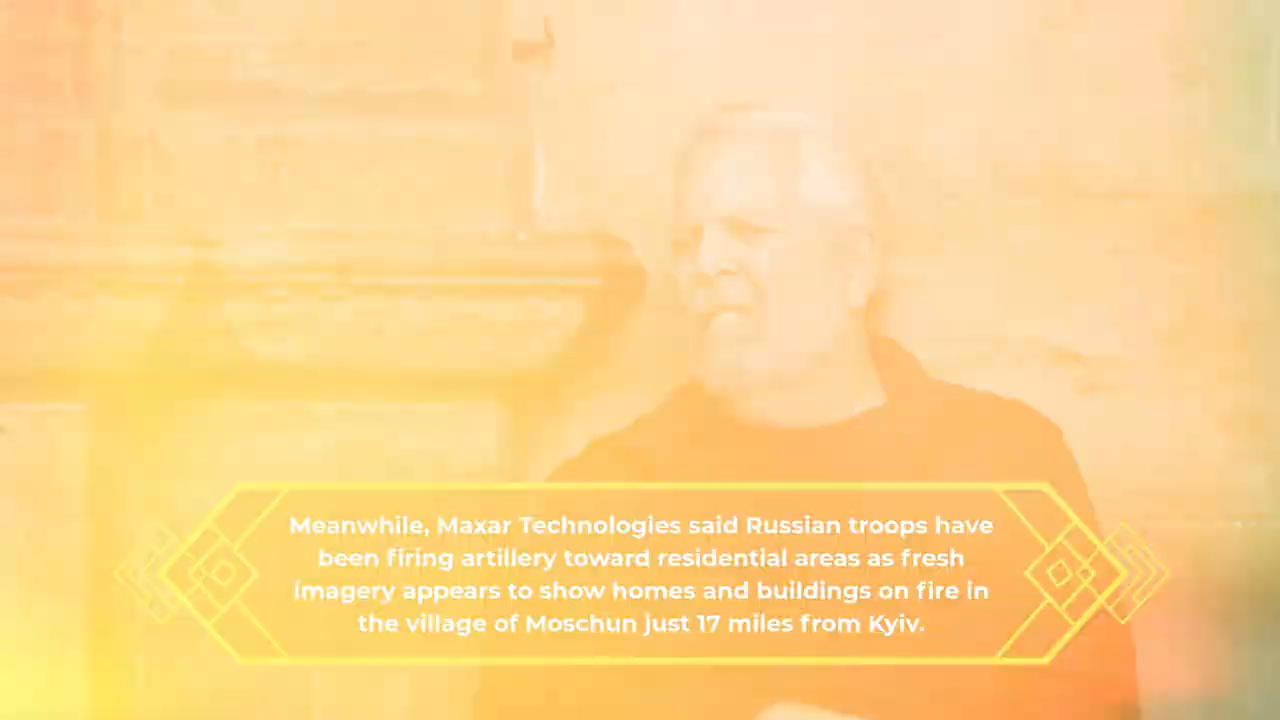 Meanwhile, Maxar Technologies said Russian troops have
been firing artillery toward residential areas as fresh
imagery appears to show homes and buildings on fire in
the village of Moschun just 17 miles from Kyiv.